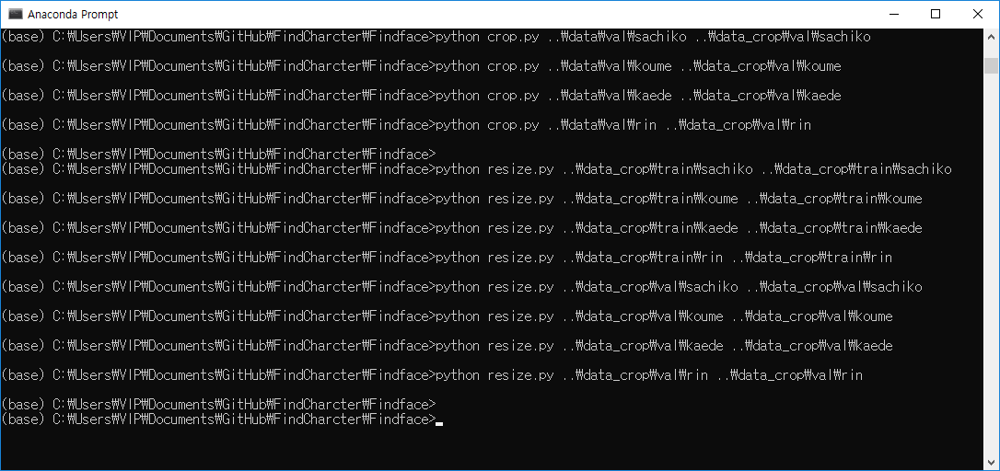 Anaconda Prompt
(base) C:₩Users₩VIP₩Documents₩GitHub₩FindCharcter₩Findface>python crop.py ..₩data₩val₩sachiko ..₩data_crop₩val₩sachiko
(base) C:₩Users₩VIP₩Documents₩GitHub₩FindCharcter₩Findface>python crop.py ..₩data₩val₩koume ..₩data_crop₩val₩koume
(base) C:₩Users₩VIP₩Documents₩GitHub₩FindCharcter₩Findface>python crop.py ..₩data₩val₩kaede ..₩data_crop₩val₩kaede
(base) C:₩Users₩VIP₩Documents₩GitHub₩FindCharcter₩Findface>python crop.py ..₩data₩val₩rin ..₩data_crop₩val₩rin
(base) C:₩Users₩VIP₩Documents₩GitHub₩FindCharcter₩Findface>
(base) C:₩Users₩VIP₩Documents₩GitHub₩FindCharcter₩Findface>python resize.py ..₩data_crop₩train₩sachiko ..₩data_crop₩train₩sachiko
(base) C:₩Users₩VIP₩Documents₩GitHub₩FindCharcter₩Findface>python resize.py ..₩data_crop₩train₩koume ..₩data_crop₩train₩koume
(base) C:₩Users₩VIP₩Documents₩GitHub₩FindCharcter₩Findface>python resize.py ..₩data_crop₩train₩kaede ..₩data_crop₩train₩kaede
(base) C:₩Users₩VIP₩Documents₩GitHub₩FindCharcter₩Findface>python resize.py ..₩data_crop₩train₩rin ..₩data_crop₩train₩rin
(base) C:₩Users₩VIP₩Documents₩GitHub₩FindCharcter₩Findface>python resize.py ..₩data_crop₩val₩sachiko ..₩data_crop₩val₩sachiko
(base) C:₩Users₩VIP₩Documents₩GitHub₩FindCharcter₩Findface>python resize.py ..₩data_crop₩val₩koume ..₩data_crop₩val₩koume
(base) C:₩Users₩VIP₩Documents₩GitHub₩FindCharcter₩Findface>python resize.py ..₩data_crop₩val₩kaede ..₩data_crop₩val₩kaede
(base) C:₩Users₩VIP₩Documents₩GitHub₩FindCharcter₩Findface>python resize.py ..₩data_crop₩val₩rin ..₩data_crop₩val₩rin
(base) C:₩Users₩VIP₩Documents₩GitHub₩FindCharcter₩Findface>
(base) C:₩Users₩VIP₩Documents₩GitHub₩FindCharcter₩Findface>